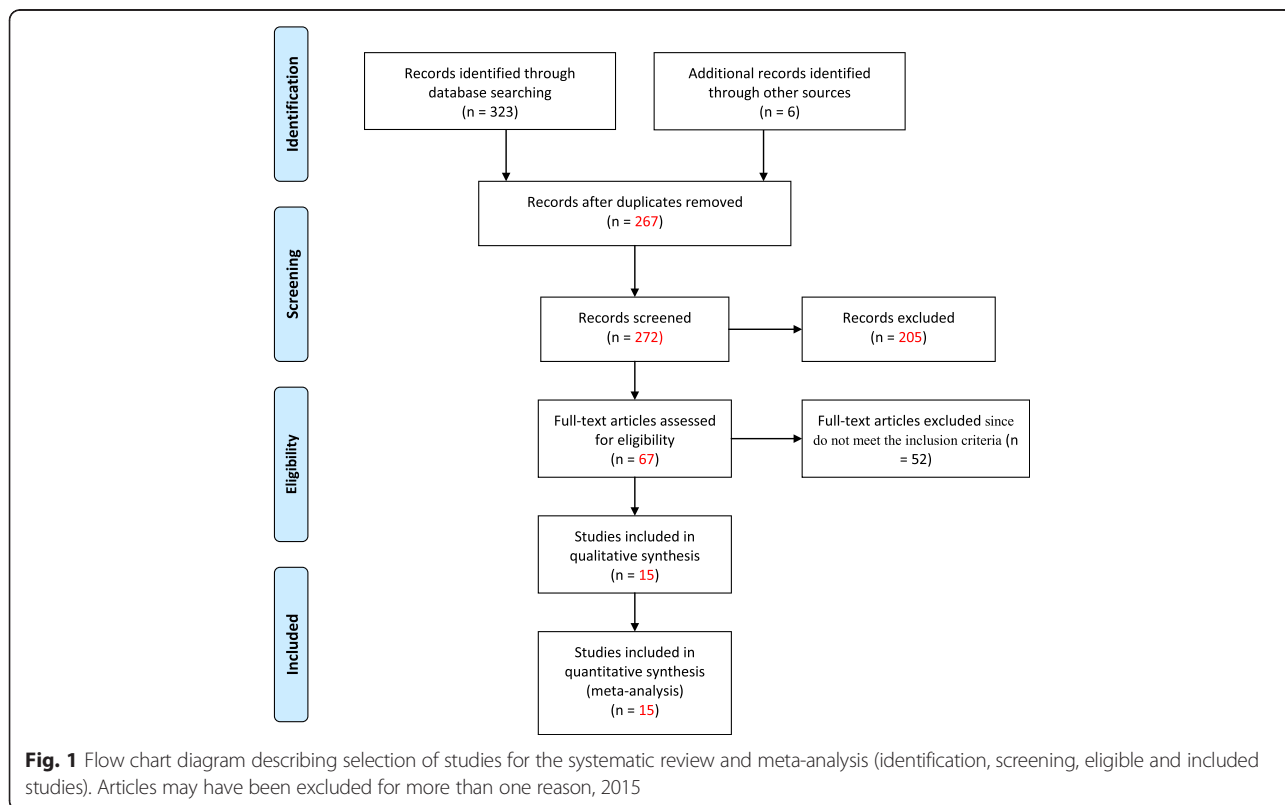 Identification
Records identified through
database searching
(n = 323)
Additional records identified
through other sources
(n = 6)
Records after duplicates removed
(n = 267)
Screening
Records screened
(n = 272)
Records excluded
(n = 205)
Eligibility
Full-text articles assessed
for eligibility
(n = 67)
Full-text articles excluded since
do not meet the inclusion criteria (n
= 52)
Studies included in
qualitative synthesis
(n = 15)
Included
Studies included in
quantitative synthesis
(meta-analysis)
(n = 15)
Fig. 1 Flow chart diagram describing selection of studies for the systematic review and meta-analysis (identification, screening, eligible and included
studies). Articles may have been excluded for more than one reason, 2015